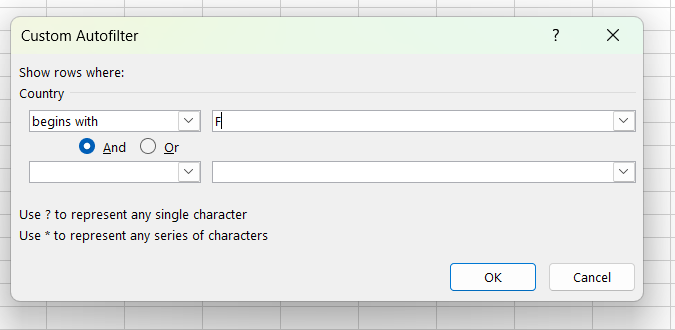 Custom Autofilter ?
Show rows where:
Country
begins with F
And Or
Use ? to represent any single character
Use * to represent any series of characters
OK Cancel